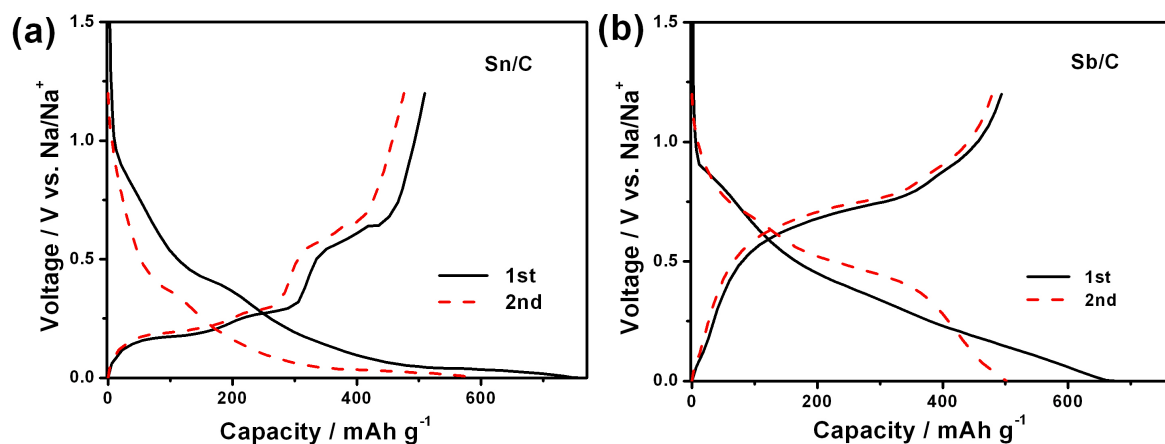 (a)
Sn/C
1.5
1.0
0.5
0.0
Voltage / V vs. Na/Na⁺
1st
2nd
0
200
400
600
Capacity / mAh g⁻¹
(b)
Sb/C
1.5
1.0
0.5
0.0
Voltage / V vs. Na/Na⁺
1st
2nd
0
200
400
600
Capacity / mAh g⁻¹